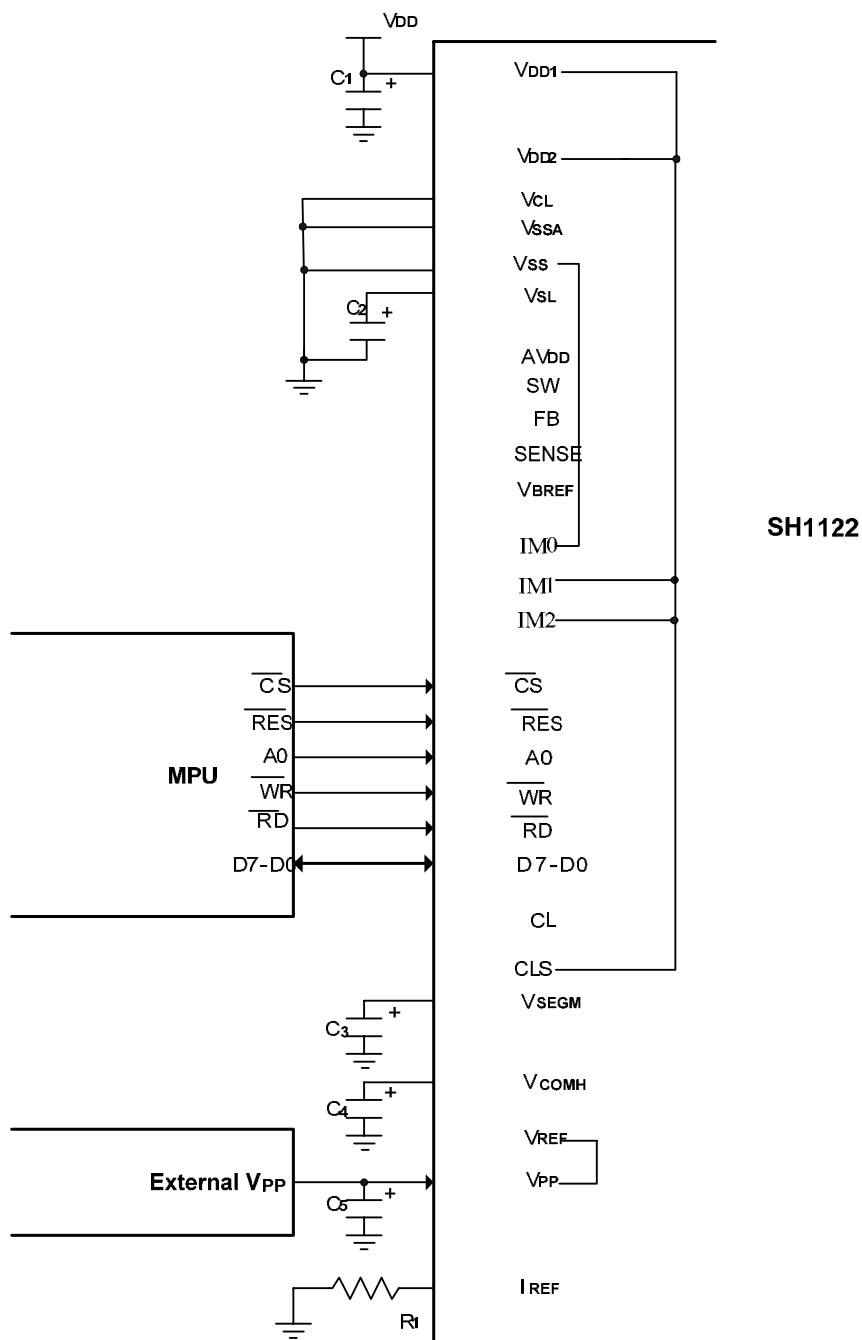 VDD
C1 +
VDD1
VDD2
VCL
VSSA
VSS
VSL
C2 +
AVDD
SW
FB
SENSE
VBREF
SH1122
IM0
IM1
IM2
CS CS
RES RES
A0 A0
MPU
WR WR
RD RD
D7-D0 D7-D0
CL
CLS
VSEGM
C3 +
VCOMH
C4 +
VREF
External VPP VPP
C5 +
IREF
R1